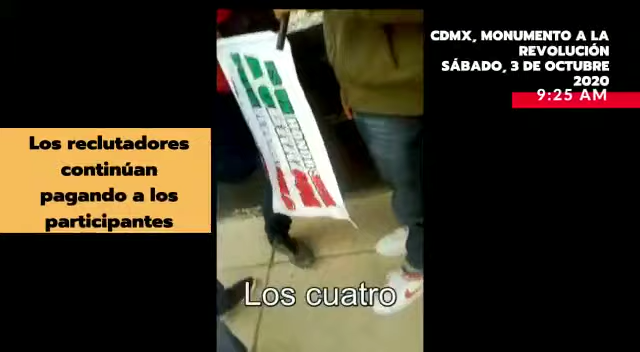 CDMX, MONUMENTO A LA
REVOLUCIÓN
SÁBADO, 3 DE OCTUBRE
2020
9:25 AM
Los reclutadores
continúan
pagando a los
participantes
Los cuatro